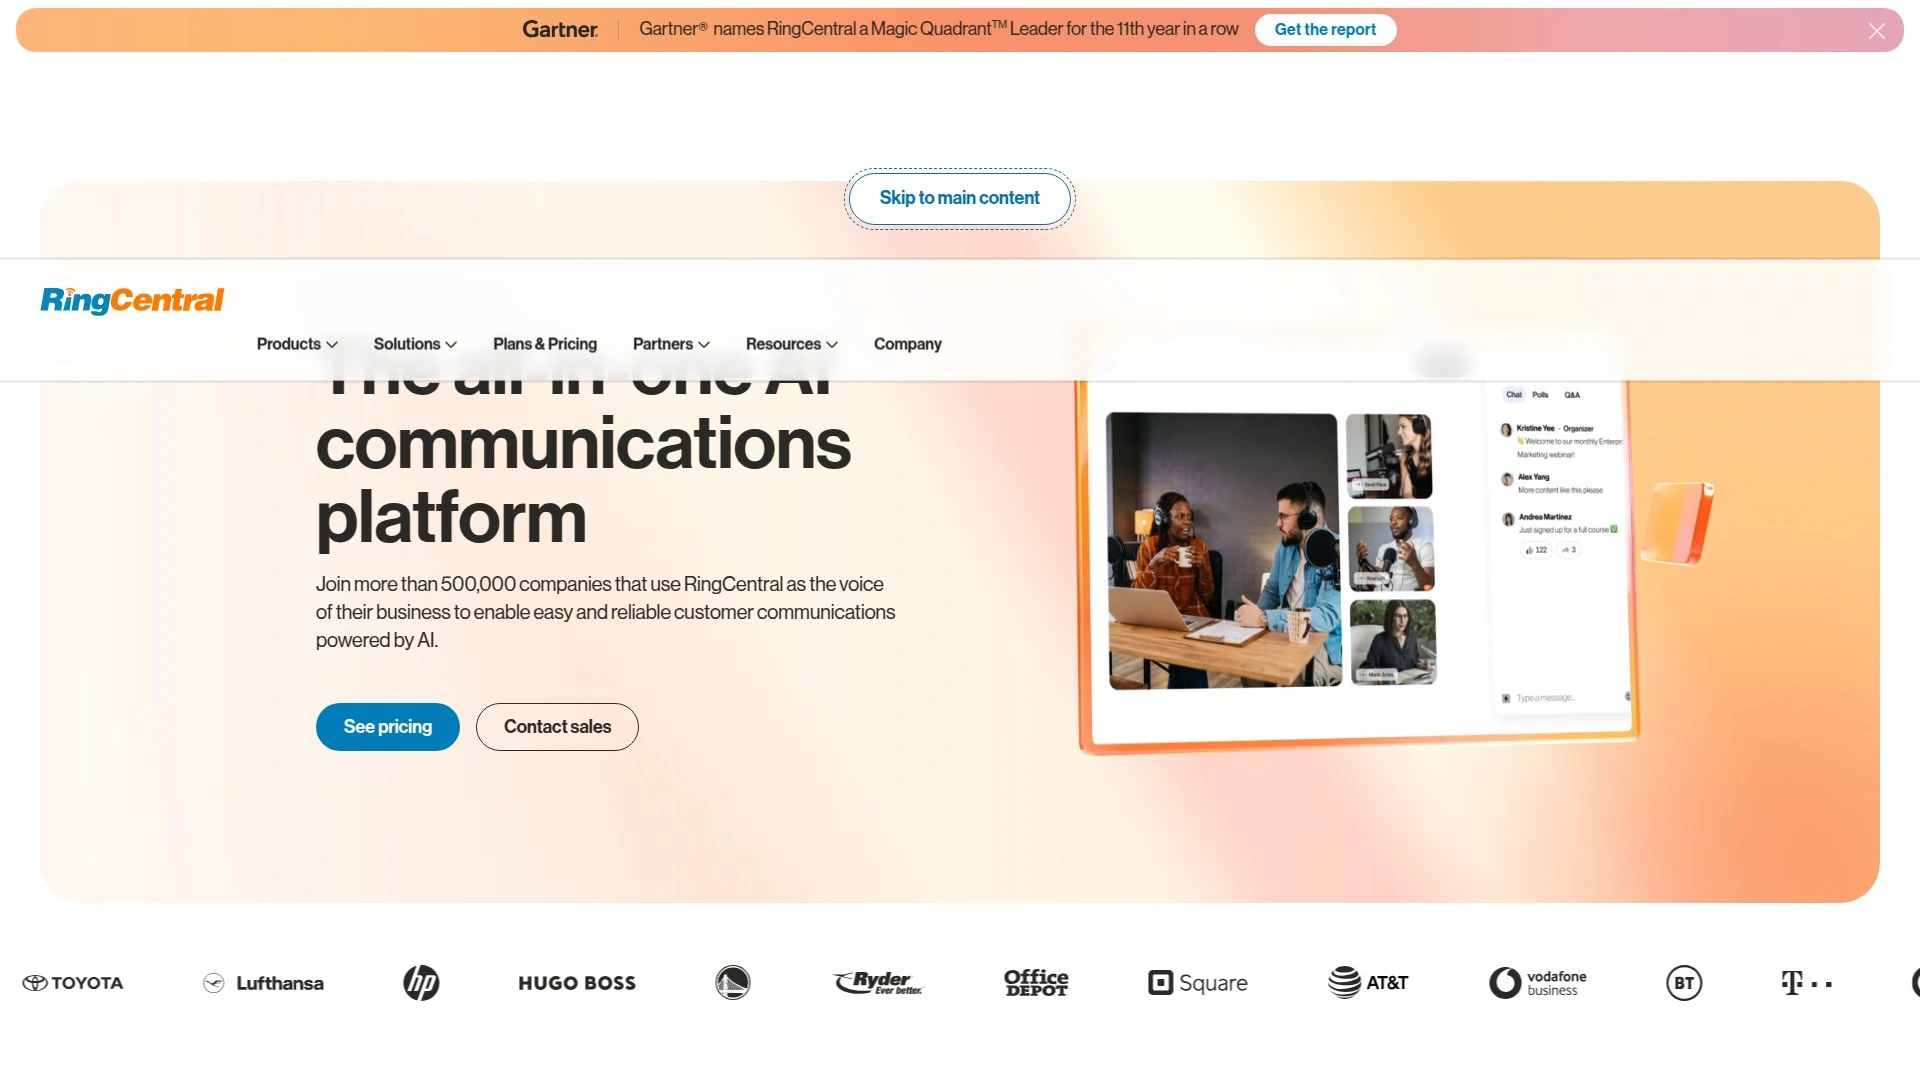 Gartner
Gartner® names RingCentral a Magic Quadrant™ Leader for the 11th year in a row
Get the report
Skip to main content
RingCentral
Products
Solutions
Plans & Pricing
Partners
Resources
Company
The all-in-one AI
communications
platform
Join more than 500,000 companies that use RingCentral as the voice
of their business to enable easy and reliable customer communications
powered by AI.
See pricing
Contact sales
Chat Polls Q&A
Kristine Yee · Organizer
👋 Welcome to our monthly Enterpr
Marketing webinar!
Alex Yang
More content like this please
Andrea Martinez
Just signed up for a full course ✅
122
3
Type a message...
TOYOTA
Lufthansa
hp
HUGO BOSS
Ryder
Ever better.
Office
DEPOT
Square
AT&T
vodafone
business
BT
T